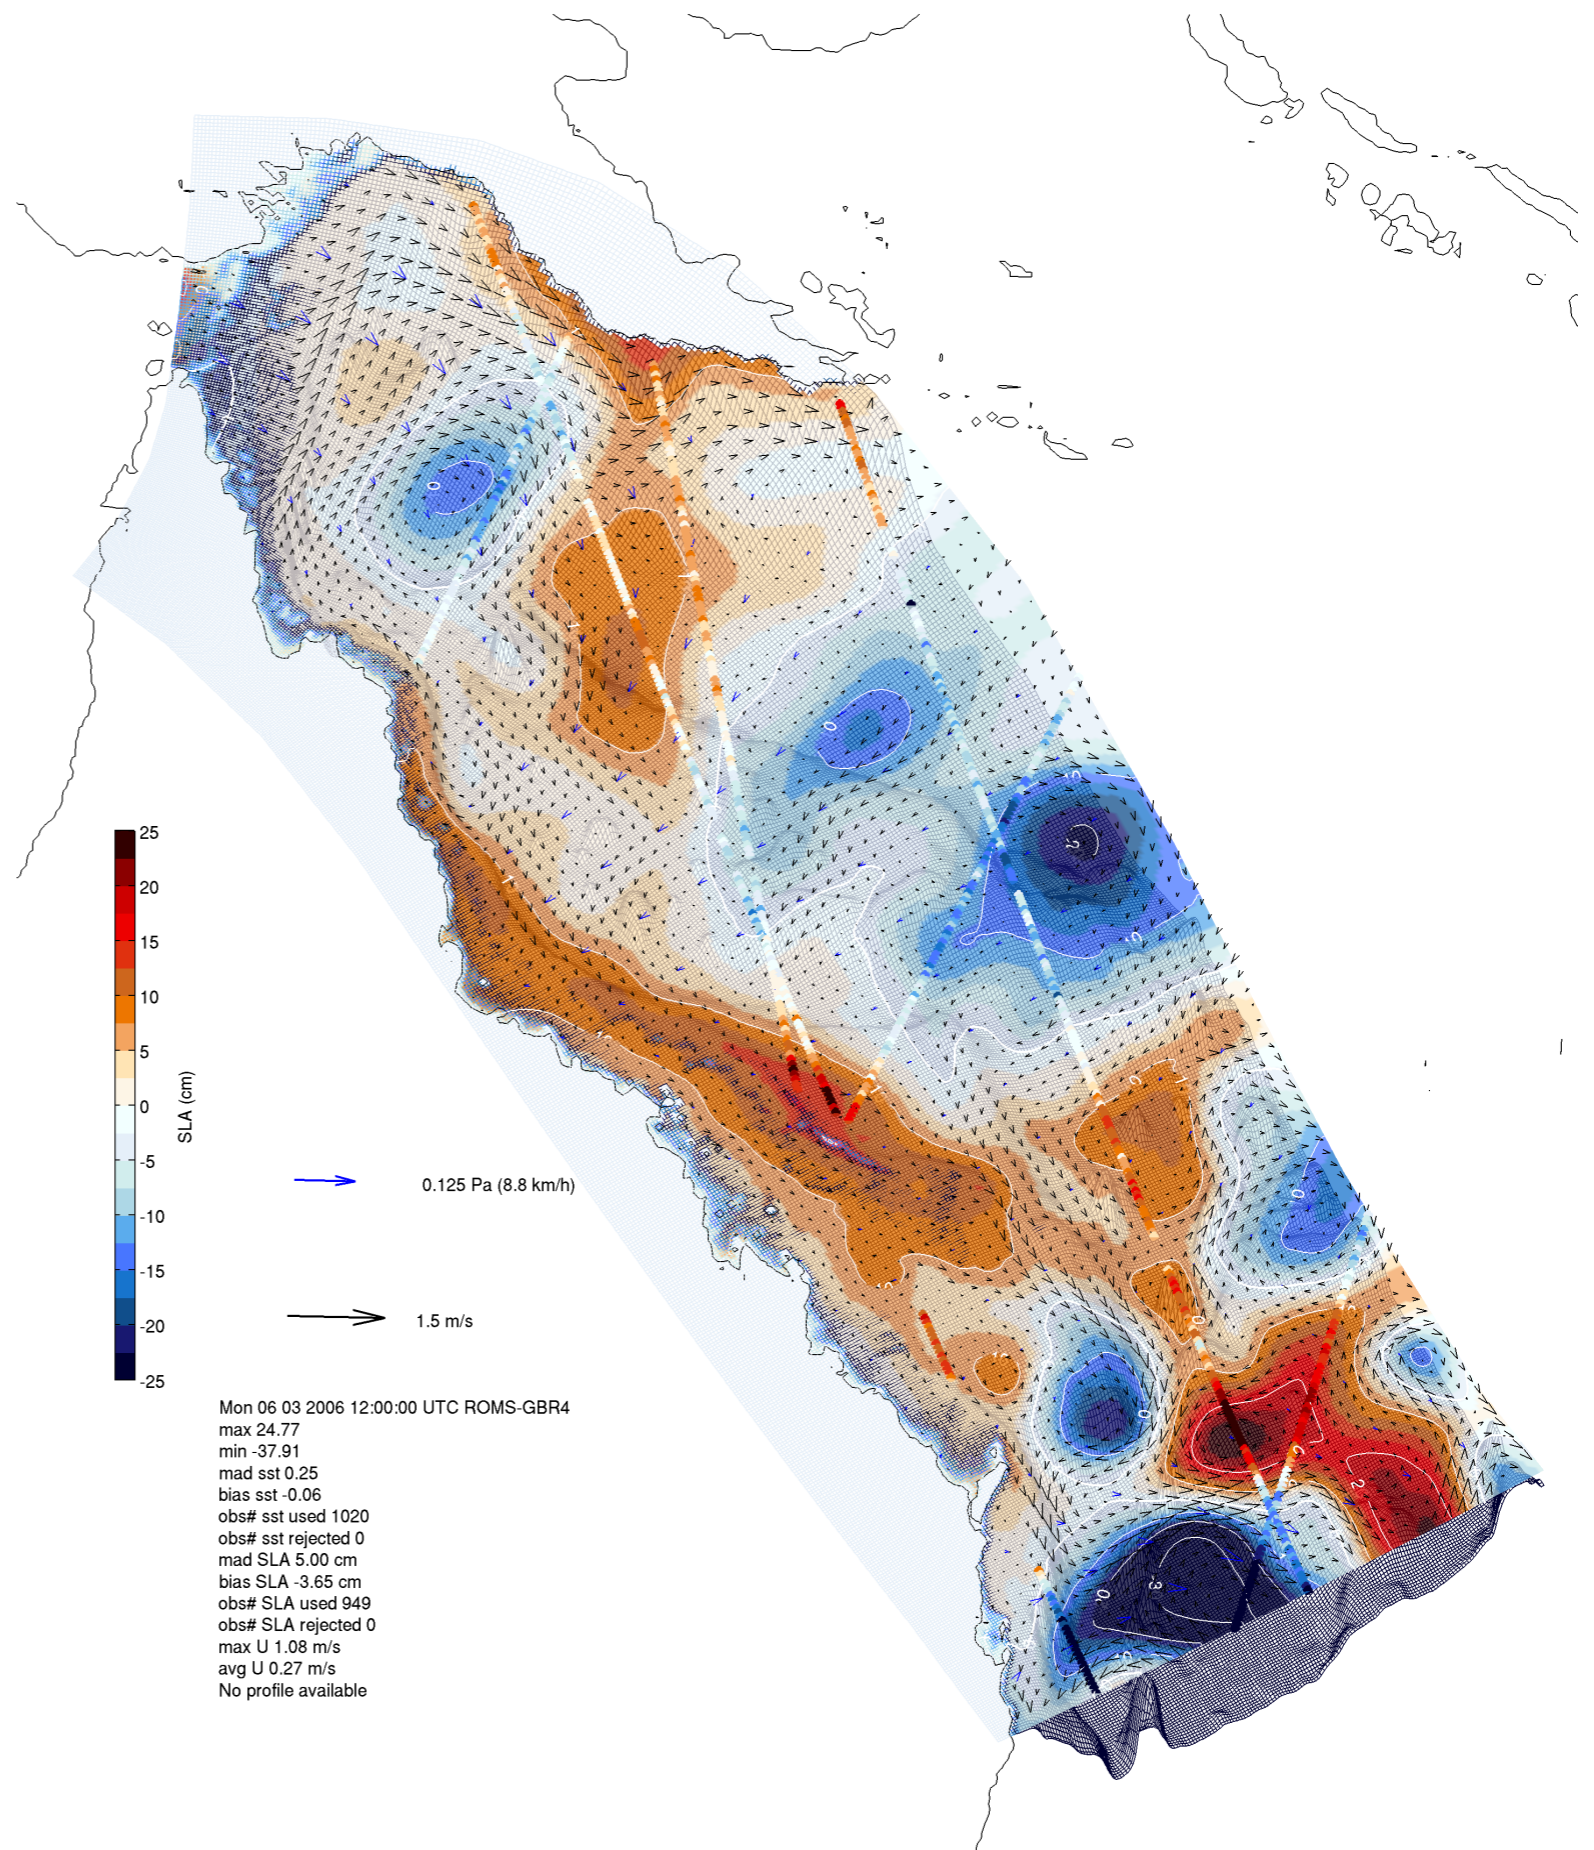 25
20
15
10
5
0
-5
-10
-15
-20
-25
SLA (cm)
0.125 Pa (8.8 km/h)
1.5 m/s
Mon 06 03 2006 12:00:00 UTC ROMS-GBR4
max 24.77
min -37.91
mad sst 0.25
bias sst -0.06
obs# sst used 1020
obs# sst rejected 0
mad SLA 5.00 cm
bias SLA -3.65 cm
obs# SLA used 949
obs# SLA rejected 0
max U 1.08 m/s
avg U 0.27 m/s
No profile available